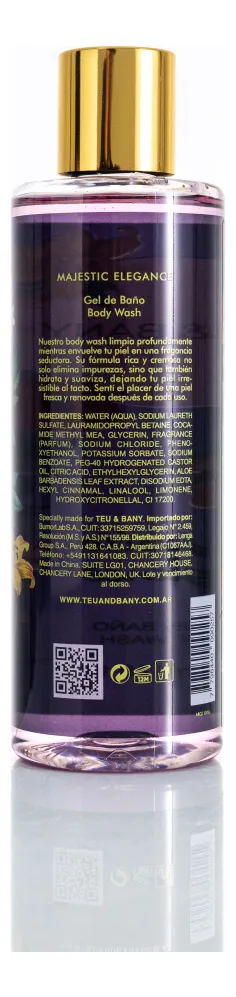 MAJESTIC ELEGANCE
Gel de Baño
Body Wash
Nuestro body wash limpia profundamente
mientras envuelve tu piel en una fragancia
seductora. Su fórmula rica y cremosa no
solo elimina impurezas, sino que también
hidrata y suaviza, dejando tu piel irre-
sistible al tacto. Sentí el placer de una piel
fresca y renovada después de cada uso.
INGREDIENTES: WATER (AQUA), SODIUM LAURETH
SULFATE, LAURAMIDOPROPYL BETAINE, COCA-
MIDE METHYL MEA, GLYCERIN, FRAGRANCE
(PARFUM), SODIUM CHLORIDE, PHENO-
XYETHANOL, POTASSIUM SORBATE, SODIUM
BENZOATE, PEG-40 HYDROGENATED CASTOR
OIL, CITRIC ACID, ETHYLHEXYLGLYCERIN, ALOE
BARBADENSIS LEAF EXTRACT, DISODIUM EDTA,
HEXYL CINNAMAL, LINALOOL, LIMONENE,
HYDROXYCITRONELLAL, CI 17200.
Specially made for TEU & BANY. Importado por:
LabS.A., CUIT: 33715259759, Legajo N° 2.459,
Resolución (M.S. y A.S.) N° 155/98. Distribuido por: Lenga
Group S.A., Perú 428. C.A.B.A - Argentina (C1067AAJ).
Teléfono: +5491131641083. CUIT:30718146468.
Made in China. SUITE LG01, CHANCERY HOUSE,
CHANCERY LANE, LONDON, UK. Lote y vencimiento
al dorso.
WWW.TEUANDBANY.COM.AR
12M